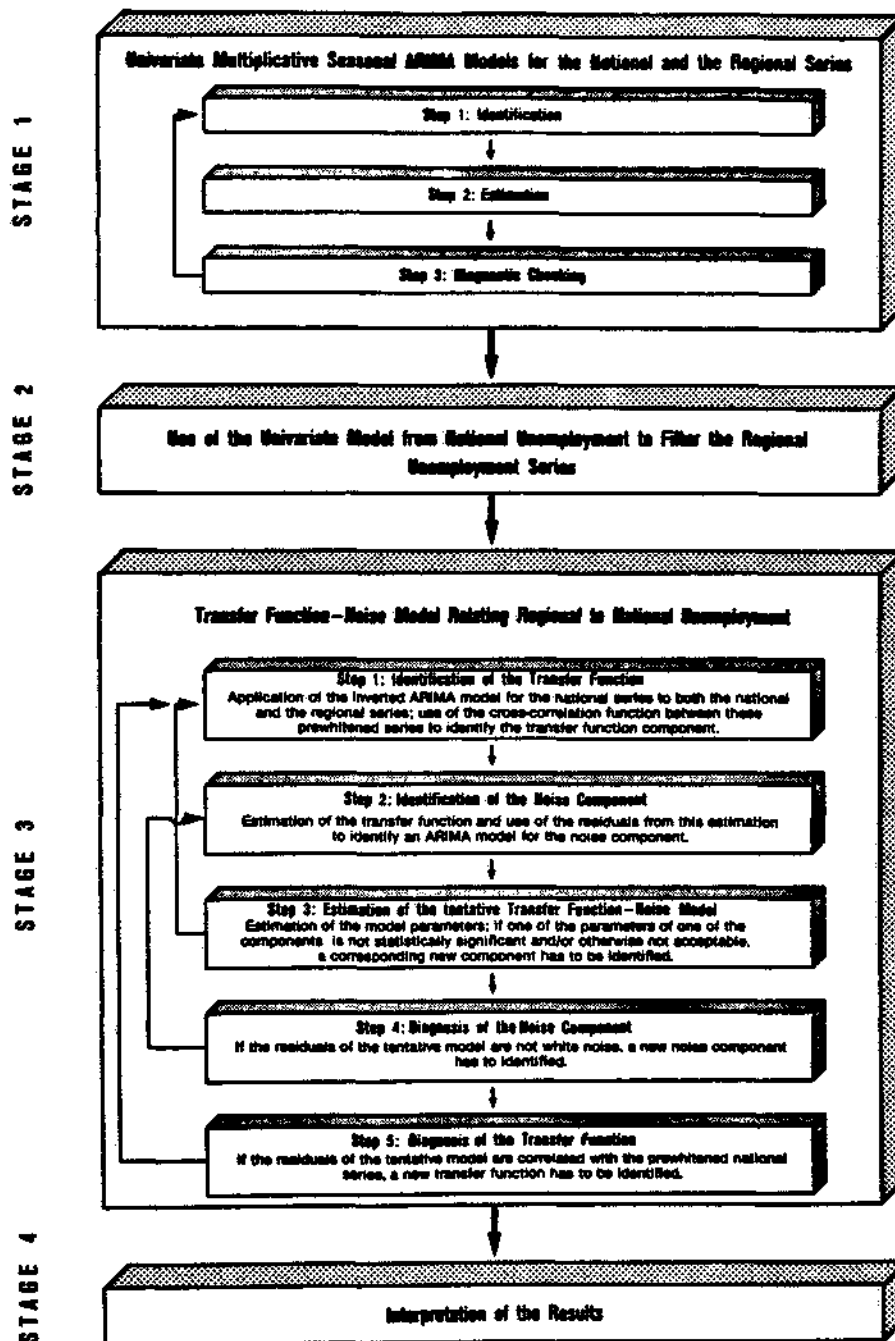 STAGE 1
Univariate Multiplicative Seasonal ARIMA Models for the National and the Regional Series
Step 1: Identification
Step 2: Estimation
Step 3: Diagnostic Checking
STAGE 2
Use of the Univariate Model from National Unemployment to Filter the Regional
Unemployment Series
STAGE 3
Transfer Function-Noise Model Relating Regional to National Unemployment
Step 1: Identification of the Transfer Function
Application of the inverted ARIMA model for the national series to both the national
and the regional series; use of the cross-correlation function between these
prewhitened series to identify the transfer function component.
Step 2: Identification of the Noise Component
Estimation of the transfer function and use of the residuals from this estimation
to identify an ARIMA model for the noise component.
Step 3: Estimation of the tentative Transfer Function-Noise Model
Estimation of the model parameters; if one of the parameters of one of the
components is not statistically significant and/or otherwise not acceptable,
a corresponding new component has to be identified.
Step 4: Diagnosis of the Noise Component
If the residuals of the tentative model are not white noise, a new noise component
has to identified.
Step 5: Diagnosis of the Transfer Function
If the residuals of the tentative model are correlated with the prewhitened national
series, a new transfer function has to be identified.
STAGE 4
Interpretation of the Results